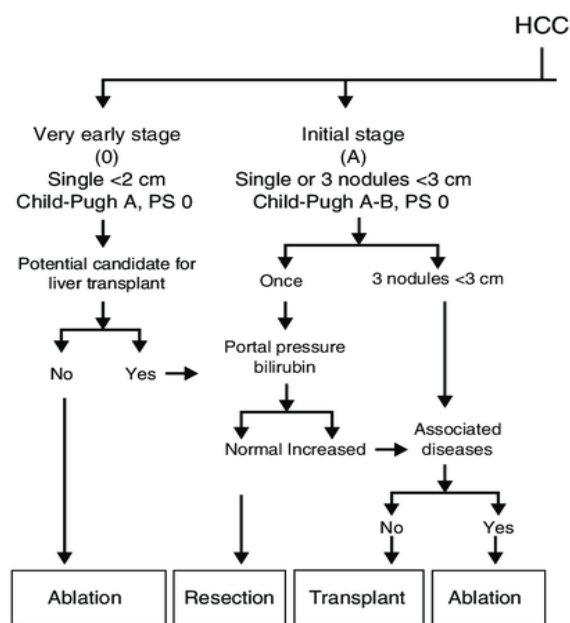 HCC
Very early stage
(0)
Single <2 cm
Child-Pugh A, PS 0
Initial stage
(A)
Single or 3 nodules <3 cm
Child-Pugh A-B, PS 0
Potential candidate for
liver transplant
Once
3 nodules <3 cm
No
Yes
Portal pressure
bilirubin
Normal Increased
Associated
diseases
No
Yes
Ablation
Resection
Transplant
Ablation